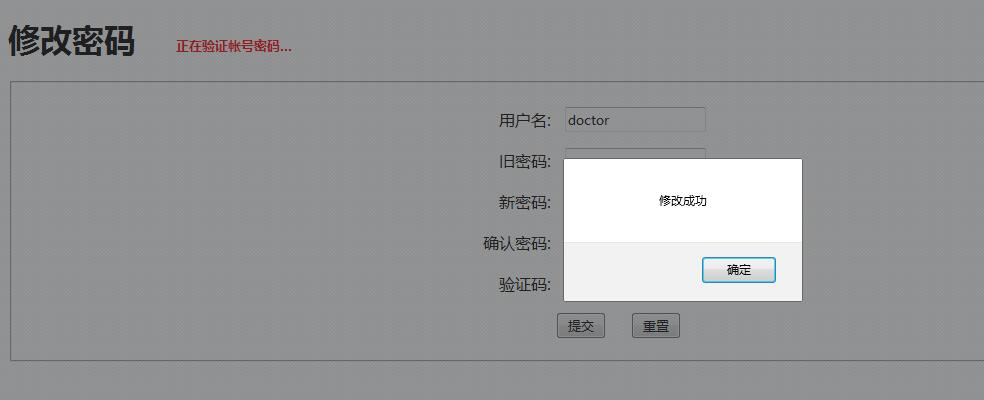 修改密码 正在验证帐号密码...
用户名: doctor
旧密码:
新密码:
修改成功
确认密码:
确定
验证码:
提交 重置